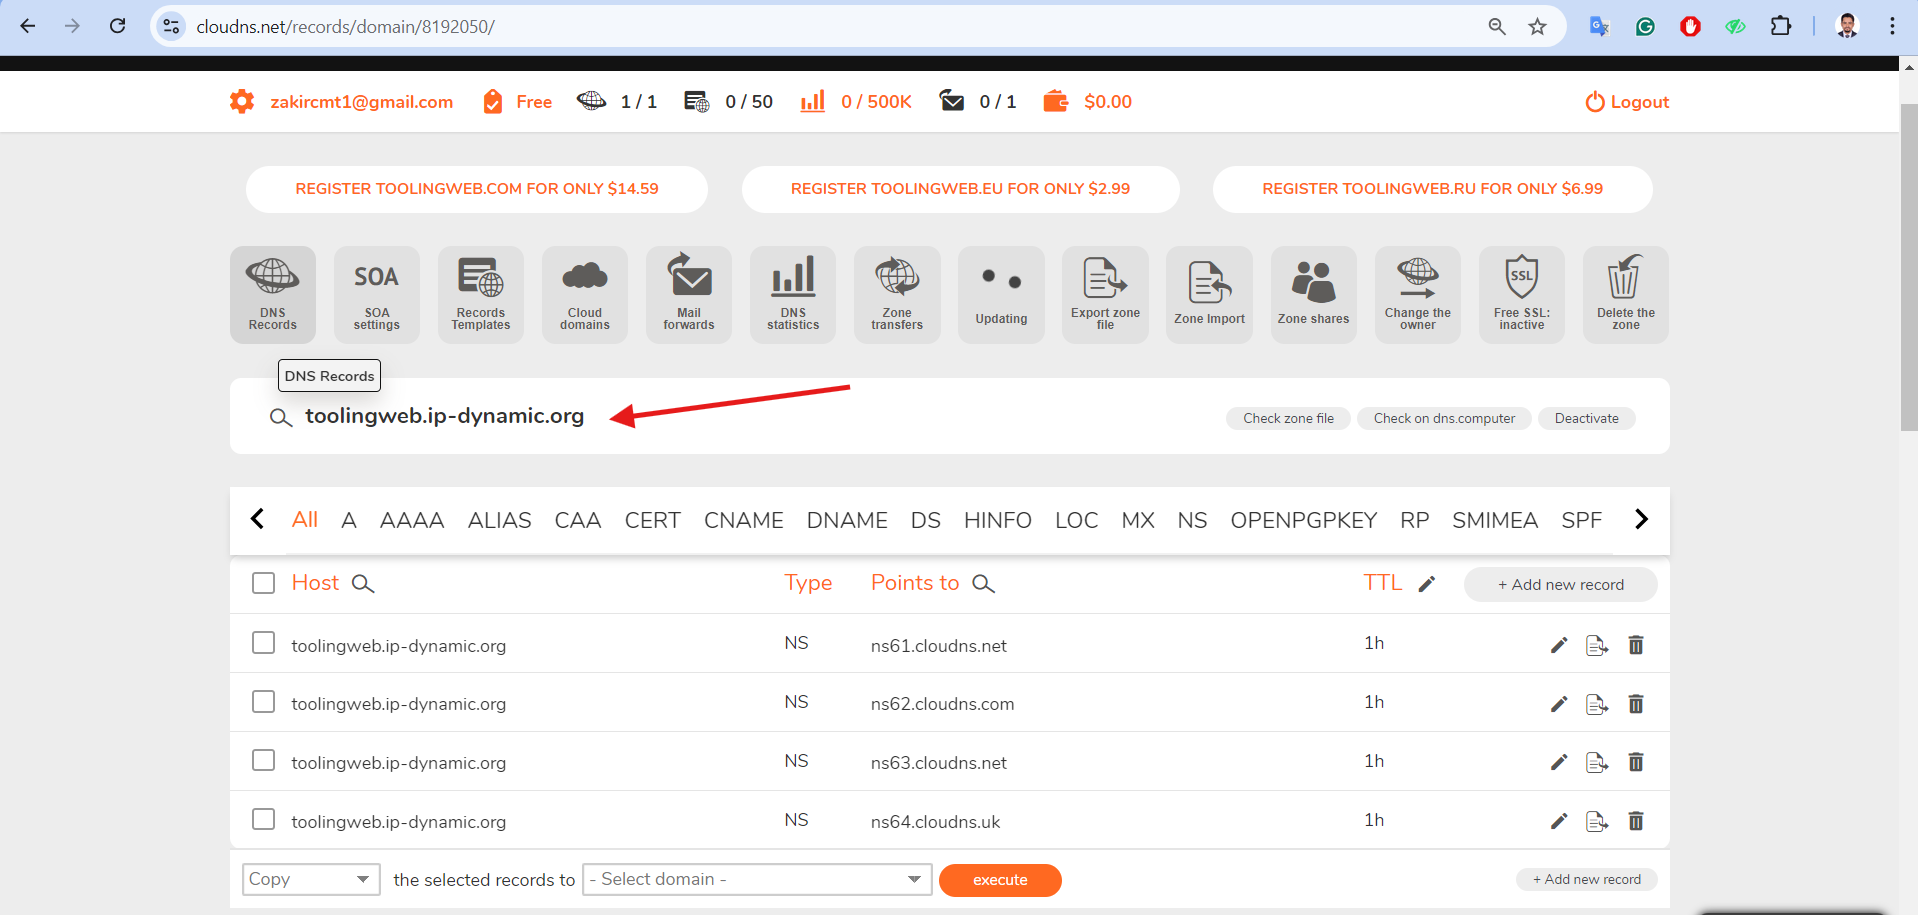 cloudns.net/records/domain/8192050/
zakircmt1@gmail.com Free 1 / 1 0 / 50 0 / 500K 0 / 1 $0.00 Logout
REGISTER TOOLINGWEB.COM FOR ONLY $14.59 REGISTER TOOLINGWEB.EU FOR ONLY $2.99 REGISTER TOOLINGWEB.RU FOR ONLY $6.99
SOA SSL
DNS Records SOA settings Records Templates Cloud domains Mail forwards DNS statistics Zone transfers Updating Export zone file Zone Import Zone shares Change the owner Free SSL: inactive Delete the zone
DNS Records
toolingweb.ip-dynamic.org Check zone file Check on dns.computer Deactivate
All A AAAA ALIAS CAA CERT CNAME DNAME DS HINFO LOC MX NS OPENPGPKEY RP SMIMEA SPF
Host Type Points to TTL + Add new record
toolingweb.ip-dynamic.org NS ns61.cloudns.net 1h
toolingweb.ip-dynamic.org NS ns62.cloudns.com 1h
toolingweb.ip-dynamic.org NS ns63.cloudns.net 1h
toolingweb.ip-dynamic.org NS ns64.cloudns.uk 1h
Copy the selected records to - Select domain - execute + Add new record